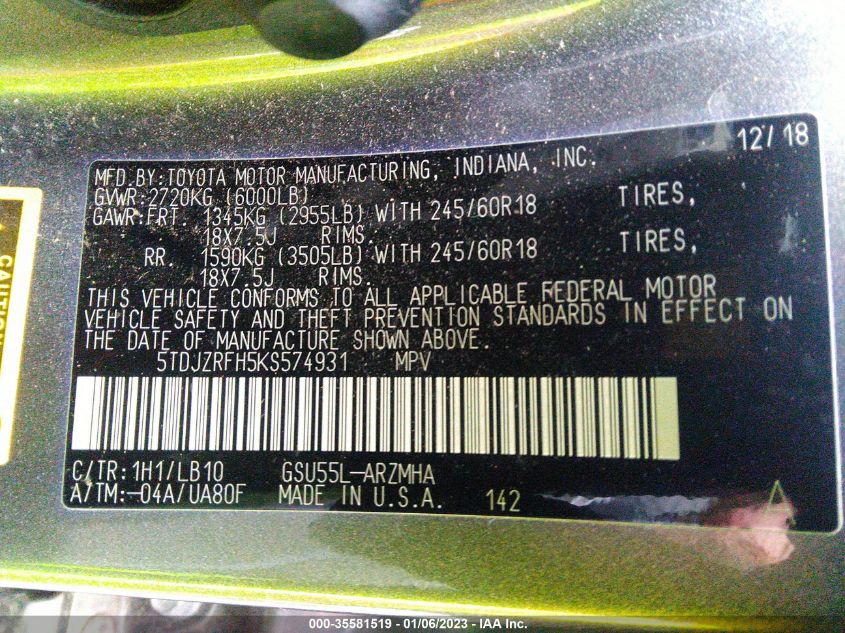 12/18
MFD.BY:TOYOTA MOTOR MANUFACTURING, INDIANA, INC.
GVWR:2720KG (6000LB)
GAWR:FRT. 1345KG (2955LB) WITH 245/60R18 TIRES,
18X7.5J RIMS.
RR. 1590KG (3505LB) WITH 245/60R18 TIRES,
18X7.5J RIMS.
THIS VEHICLE CONFORMS TO ALL APPLICABLE FEDERAL MOTOR
VEHICLE SAFETY AND THEFT PREVENTION STANDARDS IN EFFECT ON
THE DATE OF MANUFACTURE SHOWN ABOVE.
5TDJZRFH5KS574931 MPV
C/TR:1H1/LB10 GSU55L-ARZMHA
A/TM:-04A/UA80F MADE IN U.S.A. 142
CAUTION
000-35581519 | 01/06/2023 - IAA Inc.